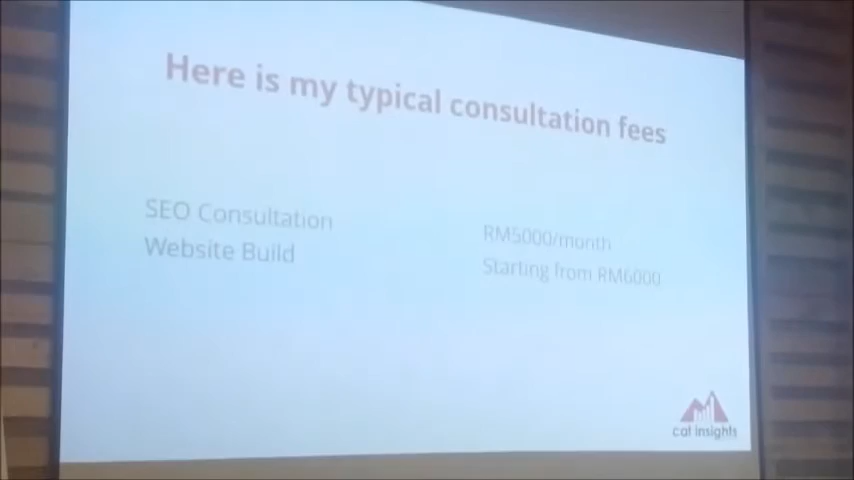 Here is my typical consultation fees
SEO Consultation
RM5000/month
Website Build
Starting from RM6000
cat insights